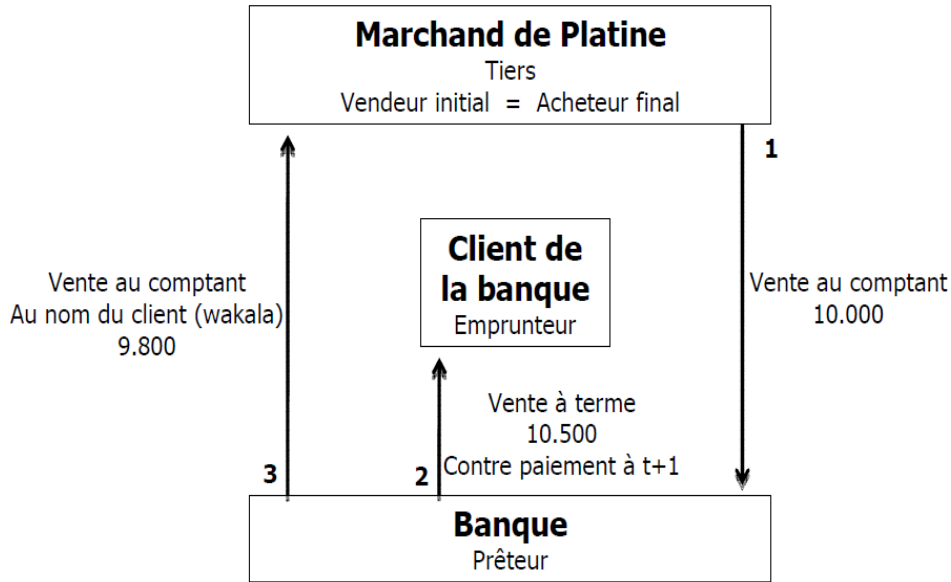 Marchand de Platine
Tiers
Vendeur initial = Acheteur final
1
Client de
la banque
Emprunteur
Vente au comptant
Au nom du client (wakala)
9.800
Vente au comptant
10.000
Vente à terme
10.500
Contre paiement à t+1
3
2
Banque
Prêteur